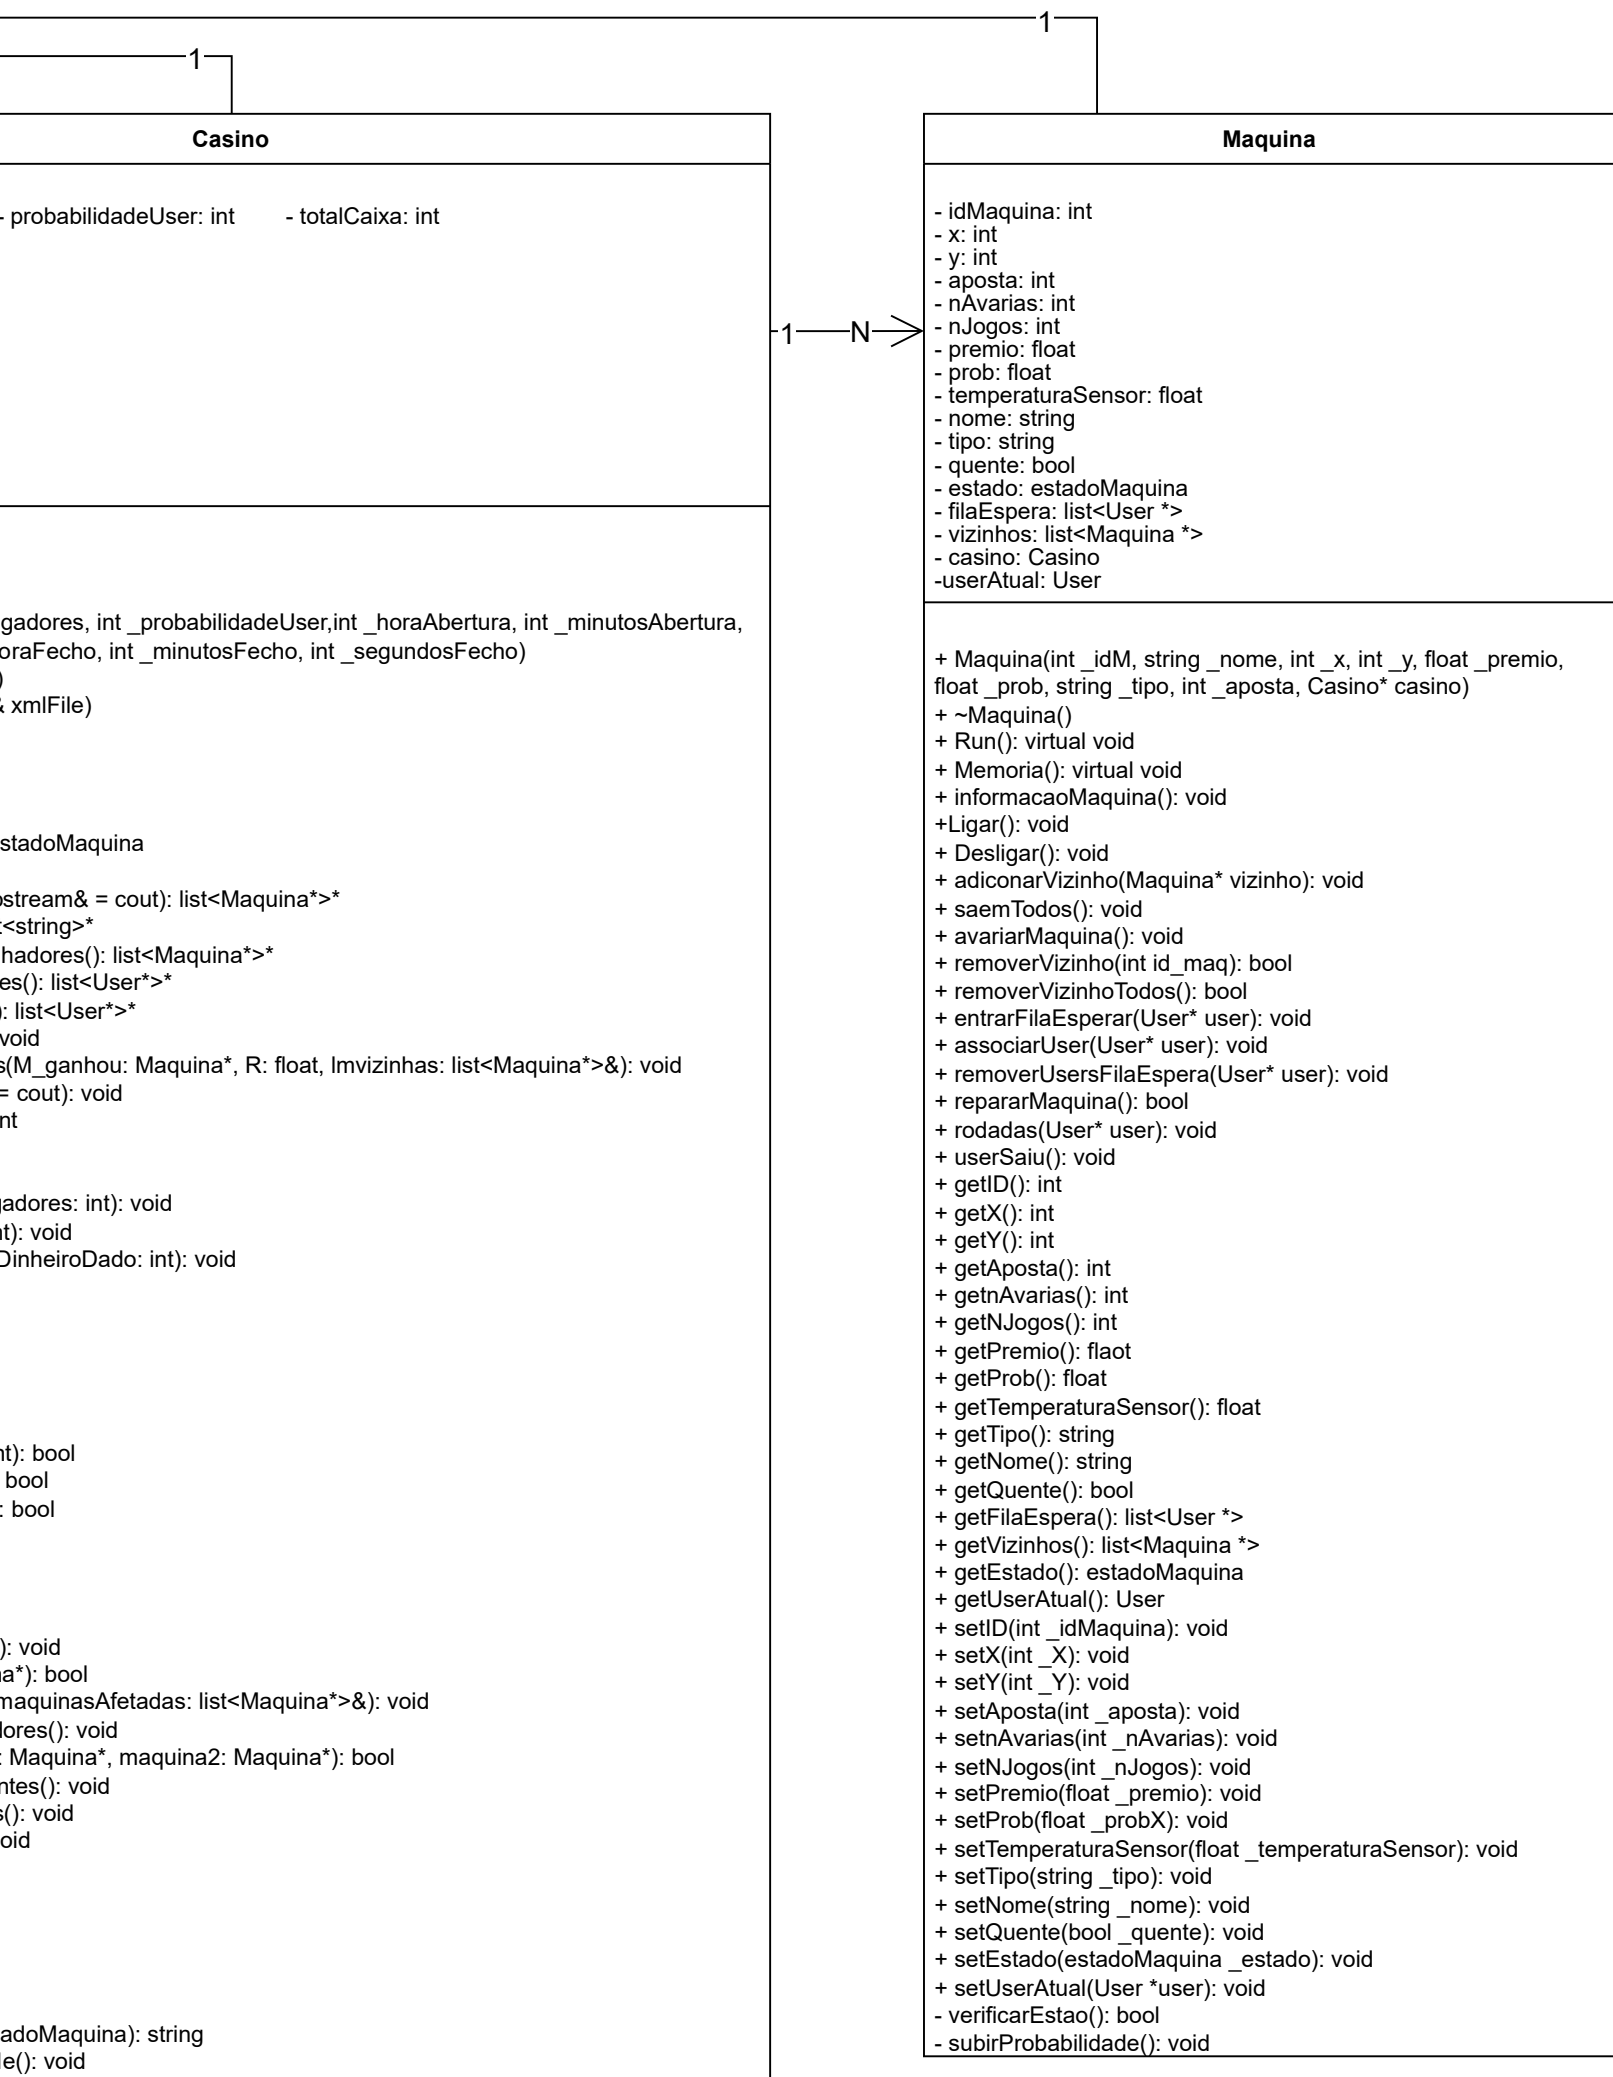 1
1
Casino
- probabilidadeUser: int - totalCaixa: int
gadores, int _probabilidadeUser,int _horaAbertura, int _minutosAbertura,
oraFecho, int _minutosFecho, int _segundosFecho)
)
& xmlFile)
stadoMaquina
ostream& = cout): list<Maquina*>*
t<string>*
hadores(): list<Maquina*>*
es(): list<User*>*
): list<User*>*
void
s(M_ganhou: Maquina*, R: float, lmvizinhas: list<Maquina*>&): void
= cout): void
nt
gadores: int): void
nt): void
DinheiroDado: int): void
nt): bool
bool
: bool
): void
na*): bool
maquinasAfetadas: list<Maquina*>&): void
dores(): void
: Maquina*, maquina2: Maquina*): bool
ntes(): void
s(): void
oid
adoMaquina): string
de(): void
1
N
Maquina
- idMaquina: int
- x: int
- y: int
- aposta: int
- nAvarias: int
- nJogos: int
- premio: float
- prob: float
- temperaturaSensor: float
- nome: string
- tipo: string
- quente: bool
- estado: estadoMaquina
- filaEspera: list<User *>
- vizinhos: list<Maquina *>
- casino: Casino
-userAtual: User
+ Maquina(int _idM, string _nome, int _x, int _y, float _premio,
float _prob, string _tipo, int _aposta, Casino* casino)
+ ~Maquina()
+ Run(): virtual void
+ Memoria(): virtual void
+ informacaoMaquina(): void
+Ligar(): void
+ Desligar(): void
+ adiconarVizinho(Maquina* vizinho): void
+ saemTodos(): void
+ avariarMaquina(): void
+ removerVizinho(int id_maq): bool
+ removerVizinhoTodos(): bool
+ entrarFilaEsperar(User* user): void
+ associarUser(User* user): void
+ removerUsersFilaEspera(User* user): void
+ repararMaquina(): bool
+ rodadas(User* user): void
+ userSaiu(): void
+ getID(): int
+ getX(): int
+ getY(): int
+ getAposta(): int
+ getnAvarias(): int
+ getNJogos(): int
+ getPremio(): flaot
+ getProb(): float
+ getTemperaturaSensor(): float
+ getTipo(): string
+ getNome(): string
+ getQuente(): bool
+ getFilaEspera(): list<User *>
+ getVizinhos(): list<Maquina *>
+ getEstado(): estadoMaquina
+ getUserAtual(): User
+ setID(int _idMaquina): void
+ setX(int _X): void
+ setY(int _Y): void
+ setAposta(int _aposta): void
+ setnAvarias(int _nAvarias): void
+ setNJogos(int _nJogos): void
+ setPremio(float _premio): void
+ setProb(float _probX): void
+ setTemperaturaSensor(float _temperaturaSensor): void
+ setTipo(string _tipo): void
+ setNome(string _nome): void
+ setQuente(bool _quente): void
+ setEstado(estadoMaquina _estado): void
+ setUserAtual(User *user): void
- verificarEstao(): bool
- subirProbabilidade(): void